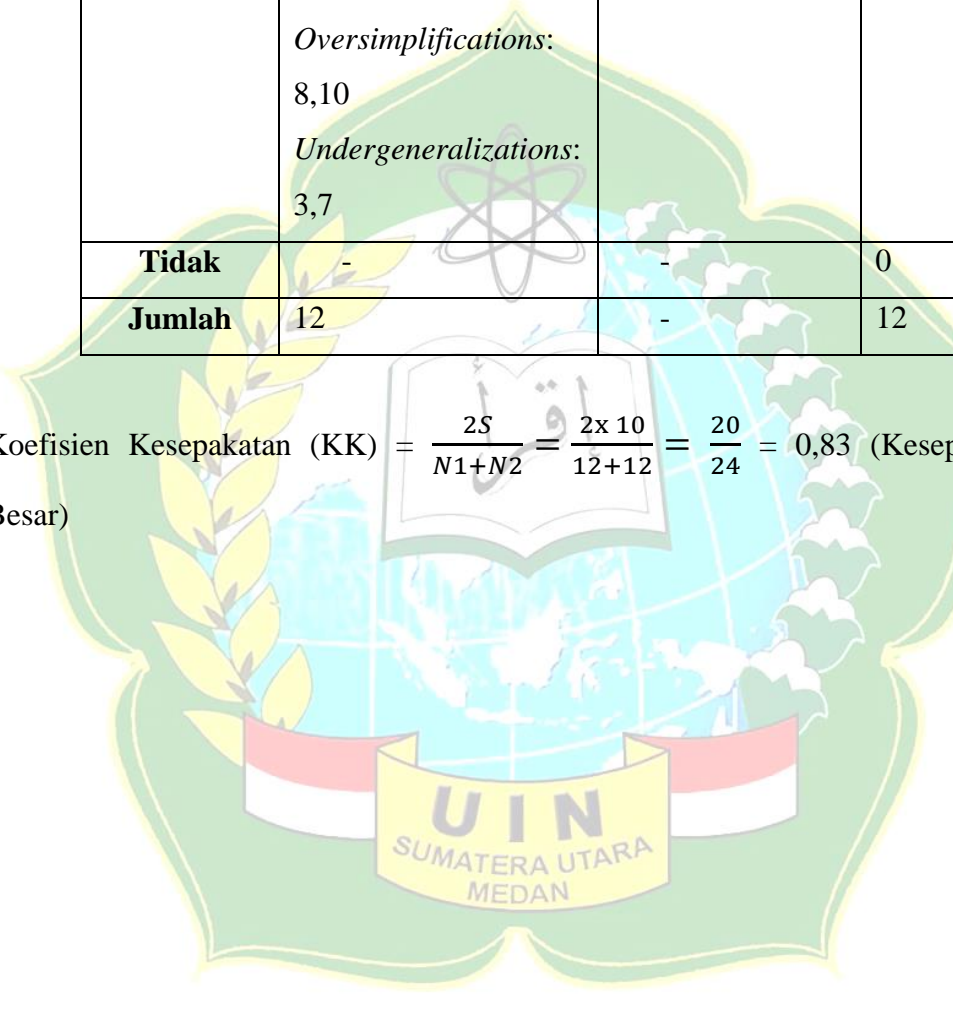 Oversimplifications:
8,10
Undergeneralizations:
3,7
Tidak - - 0
Jumlah 12 - 12
Koefisien Kesepakatan (KK) = 2S/N1+N2 = 2x 10/12+12 = 20/24 = 0,83 (Kesep
Besar)
اقرأ
UIN
SUMATERA UTARA
MEDAN